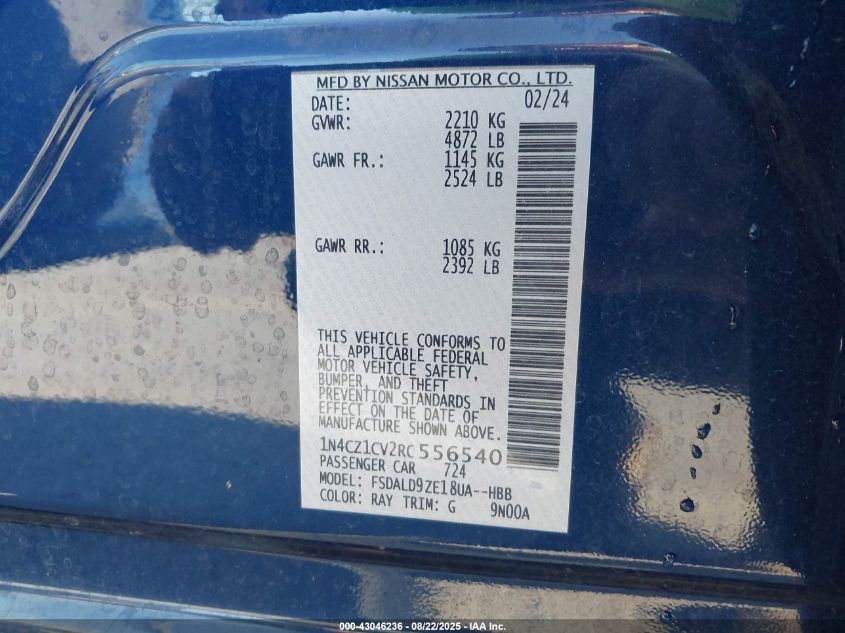 MFD BY NISSAN MOTOR CO., LTD.
DATE: 02/24
GVWR: 2210 KG
4872 LB
GAWR FR.: 1145 KG
2524 LB
GAWR RR.: 1085 KG
2392 LB
THIS VEHICLE CONFORMS TO
ALL APPLICABLE FEDERAL
MOTOR VEHICLE SAFETY,
BUMPER, AND THEFT
PREVENTION STANDARDS IN
EFFECT ON THE DATE OF
MANUFACTURE SHOWN ABOVE.
1N4CZ1CV2RC556540
PASSENGER CAR 724
MODEL: FSDALD9ZE18UA--HBB
COLOR: RAY TRIM: G 9N00A
000-43046236 - 08/22/2025 - IAA Inc.